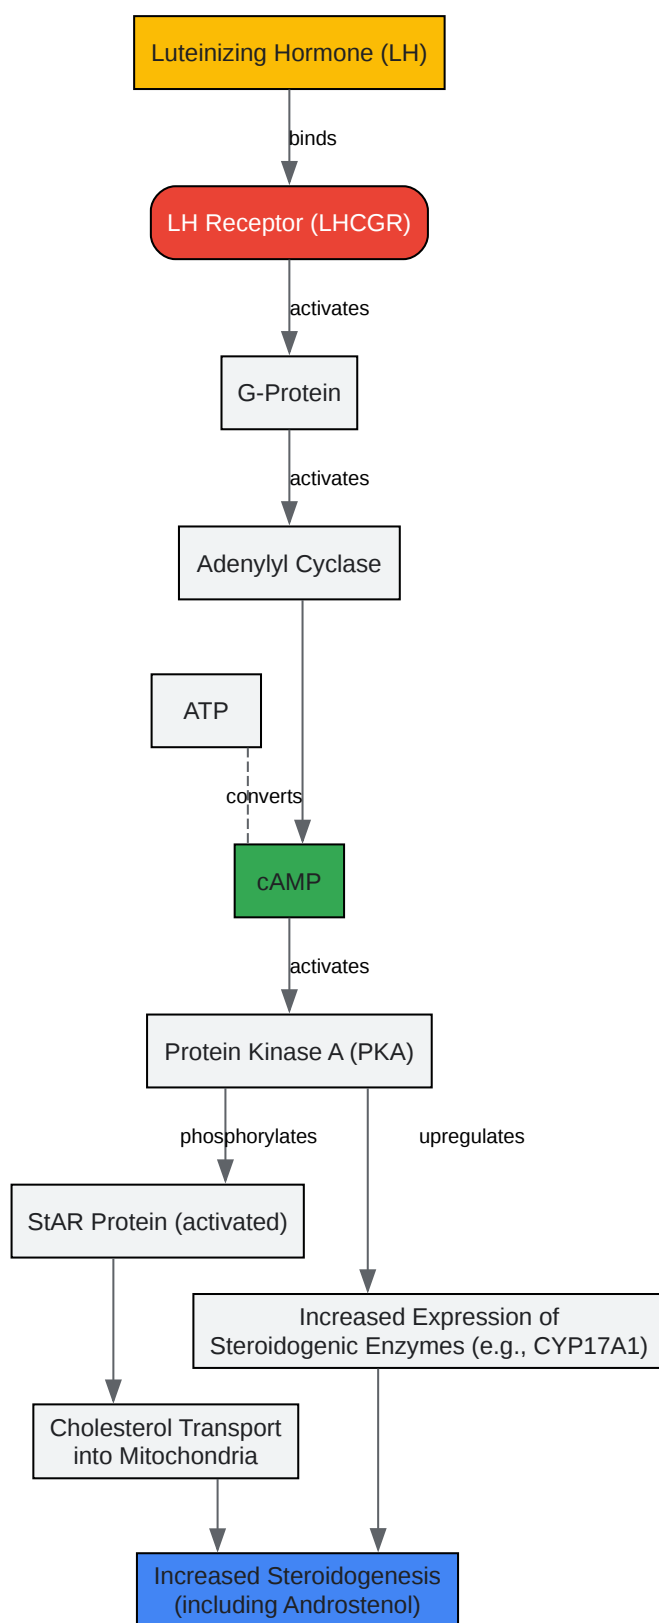 Luteinizing Hormone (LH)
binds
LH Receptor (LHCGR)
activates
G-Protein
activates
Adenylyl Cyclase
ATP
converts
cAMP
activates
Protein Kinase A (PKA)
phosphorylates
upregulates
StAR Protein (activated)
Increased Expression of
Steroidogenic Enzymes (e.g., CYP17A1)
Cholesterol Transport
into Mitochondria
Increased Steroidogenesis
(including Androstenol)